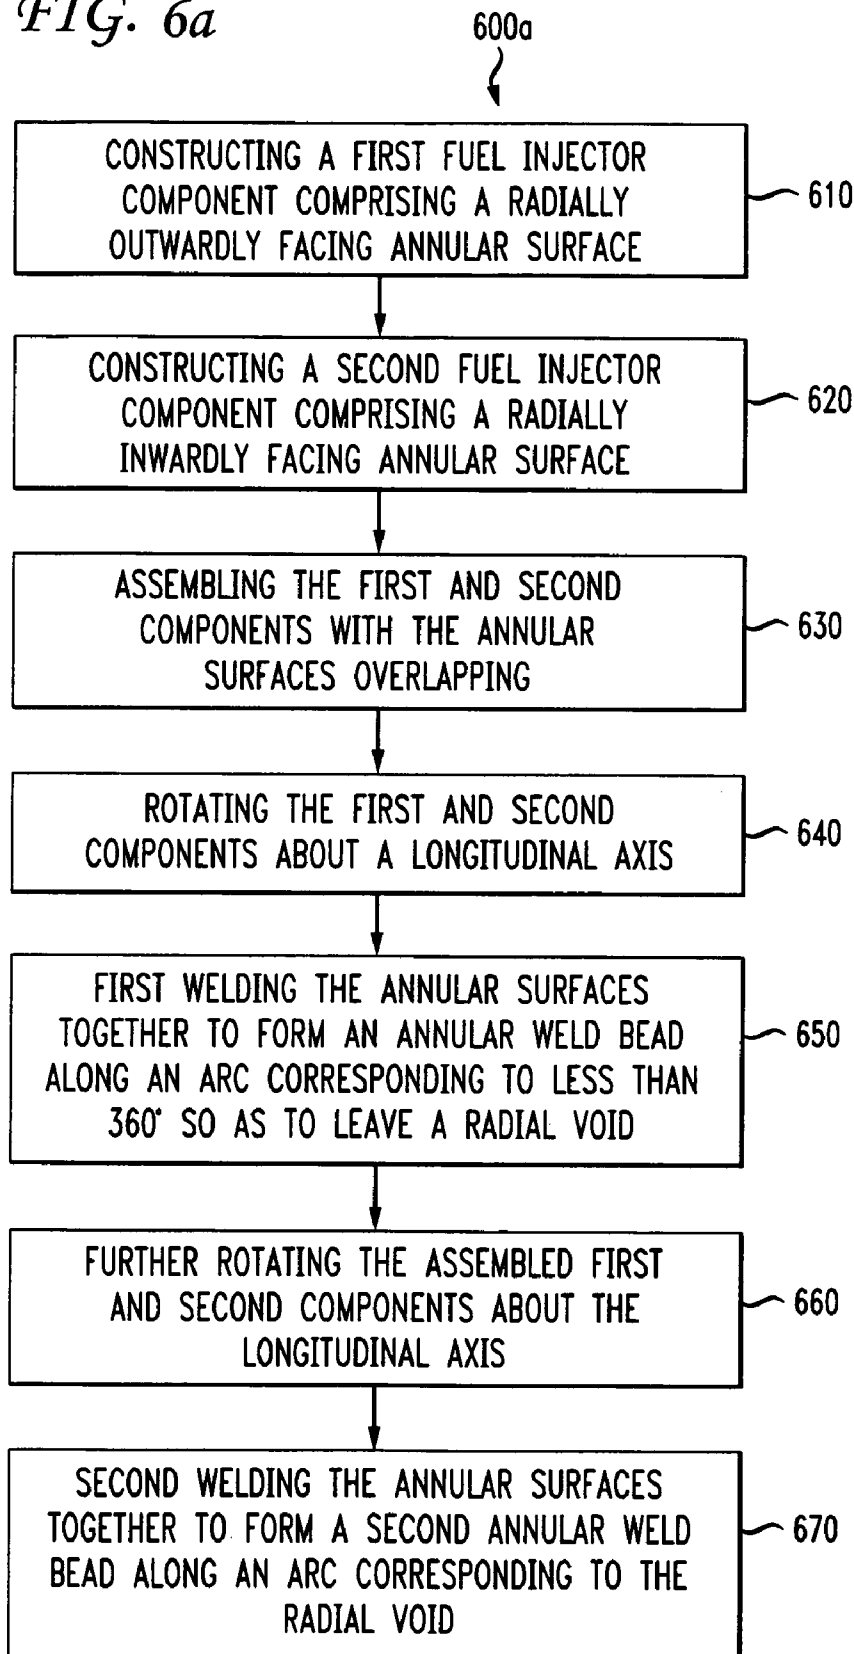 FIG. 6a
600a
CONSTRUCTING A FIRST FUEL INJECTOR
COMPONENT COMPRISING A RADIALLY
OUTWARDLY FACING ANNULAR SURFACE
610
CONSTRUCTING A SECOND FUEL INJECTOR
COMPONENT COMPRISING A RADIALLY
INWARDLY FACING ANNULAR SURFACE
620
ASSEMBLING THE FIRST AND SECOND
COMPONENTS WITH THE ANNULAR
SURFACES OVERLAPPING
630
ROTATING THE FIRST AND SECOND
COMPONENTS ABOUT A LONGITUDINAL AXIS
640
FIRST WELDING THE ANNULAR SURFACES
TOGETHER TO FORM AN ANNULAR WELD BEAD
ALONG AN ARC CORRESPONDING TO LESS THAN
360° SO AS TO LEAVE A RADIAL VOID
650
FURTHER ROTATING THE ASSEMBLED FIRST
AND SECOND COMPONENTS ABOUT THE
LONGITUDINAL AXIS
660
SECOND WELDING THE ANNULAR SURFACES
TOGETHER TO FORM A SECOND ANNULAR WELD
BEAD ALONG AN ARC CORRESPONDING TO THE
RADIAL VOID
670